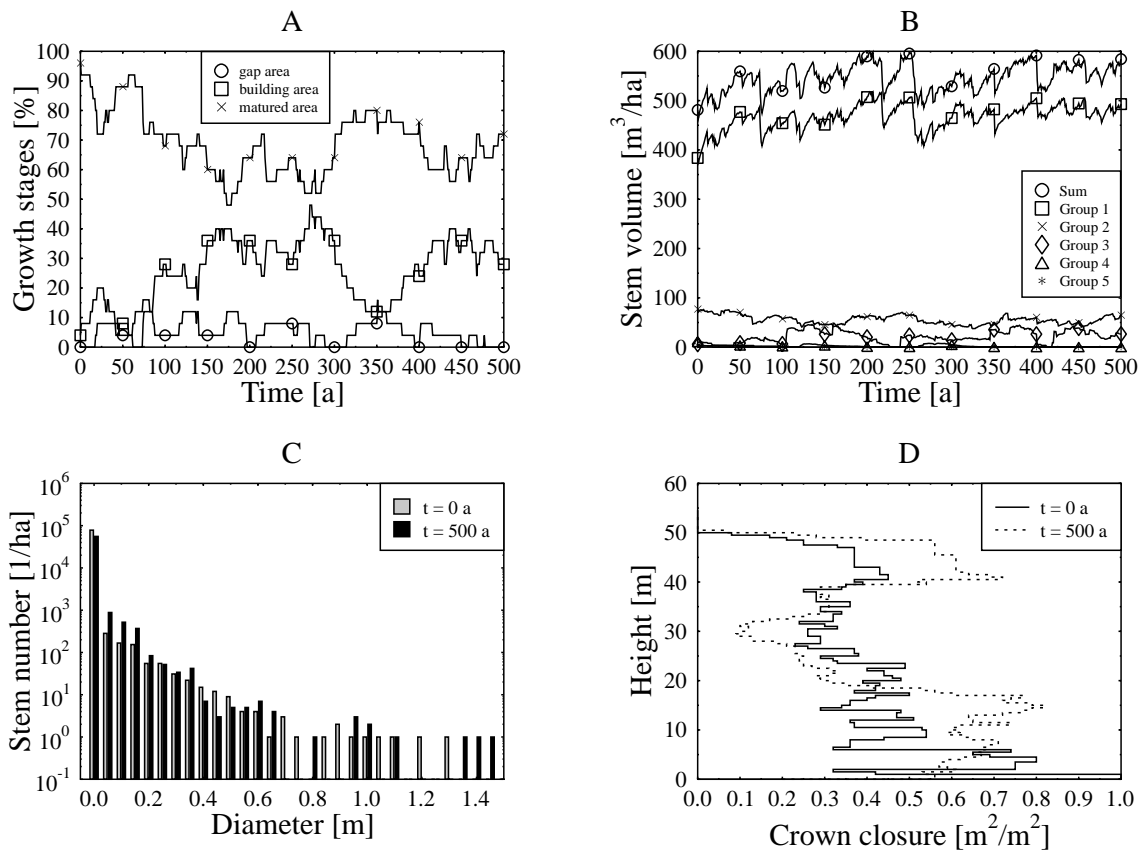 A
Growth stages [%]
100
90
80
70
60
50
40
30
20
10
0
gap area
building area
matured area
0 50 100 150 200 250 300 350 400 450 500
Time [a]
B
Stem volume [m³/ha]
600
500
400
300
200
100
0
Sum
Group 1
Group 2
Group 3
Group 4
Group 5
0 50 100 150 200 250 300 350 400 450 500
Time [a]
C
Stem number [1/ha]
10⁶
10⁵
10⁴
10³
10²
10¹
10⁰
10⁻¹
t = 0 a
t = 500 a
0.0 0.2 0.4 0.6 0.8 1.0 1.2 1.4
Diameter [m]
D
Height [m]
60
50
40
30
20
10
0
t = 0 a
t = 500 a
0.0 0.1 0.2 0.3 0.4 0.5 0.6 0.7 0.8 0.9 1.0
Crown closure [m²/m²]